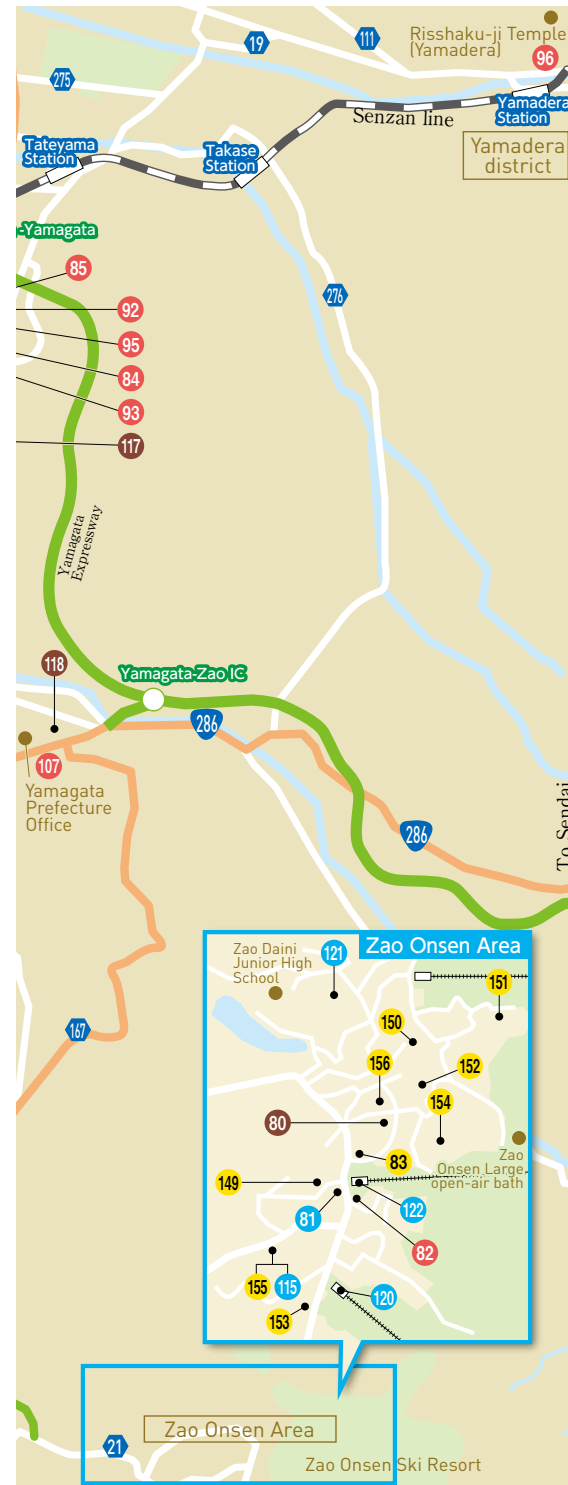 Risshaku-ji Temple
(Yamadera)
19
111
96
275
Yamadera
Station
Senzan line
Tateyama
Station
Takase
Station
Yamadera
district
-Yamagata
85
276
92
95
84
93
117
Yamagata
Expressway
118
Yamagata-Zao IC
286
107
Yamagata
Prefecture
Office
286
To Sendai
Zao Onsen Area
Zao Daini
Junior High
School
121
151
150
167
156
152
154
80
83
Zao
Onsen Large
open-air bath
149
81
122
82
155
115
120
153
Zao Onsen Area
21
Zao Onsen Ski Resort